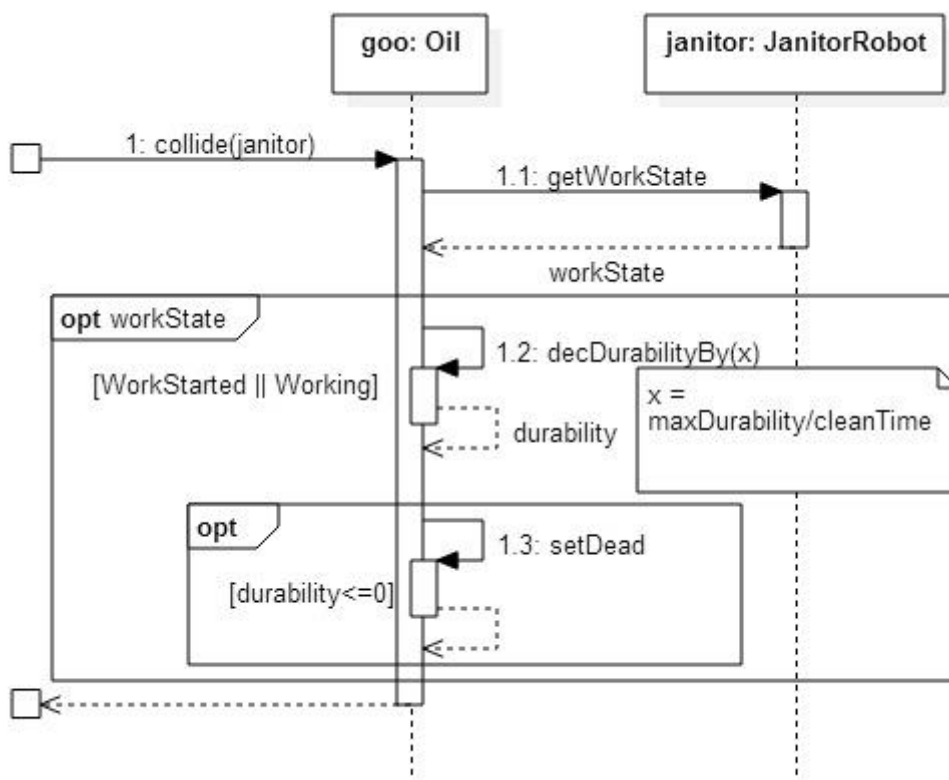 goo: Oil
janitor: JanitorRobot
1: collide(janitor)
1.1: getWorkState
workState
opt workState
1.2: decDurabilityBy(x)
[WorkStarted || Working]
x =
maxDurability/cleanTime
durability
opt
1.3: setDead
[durability<=0]